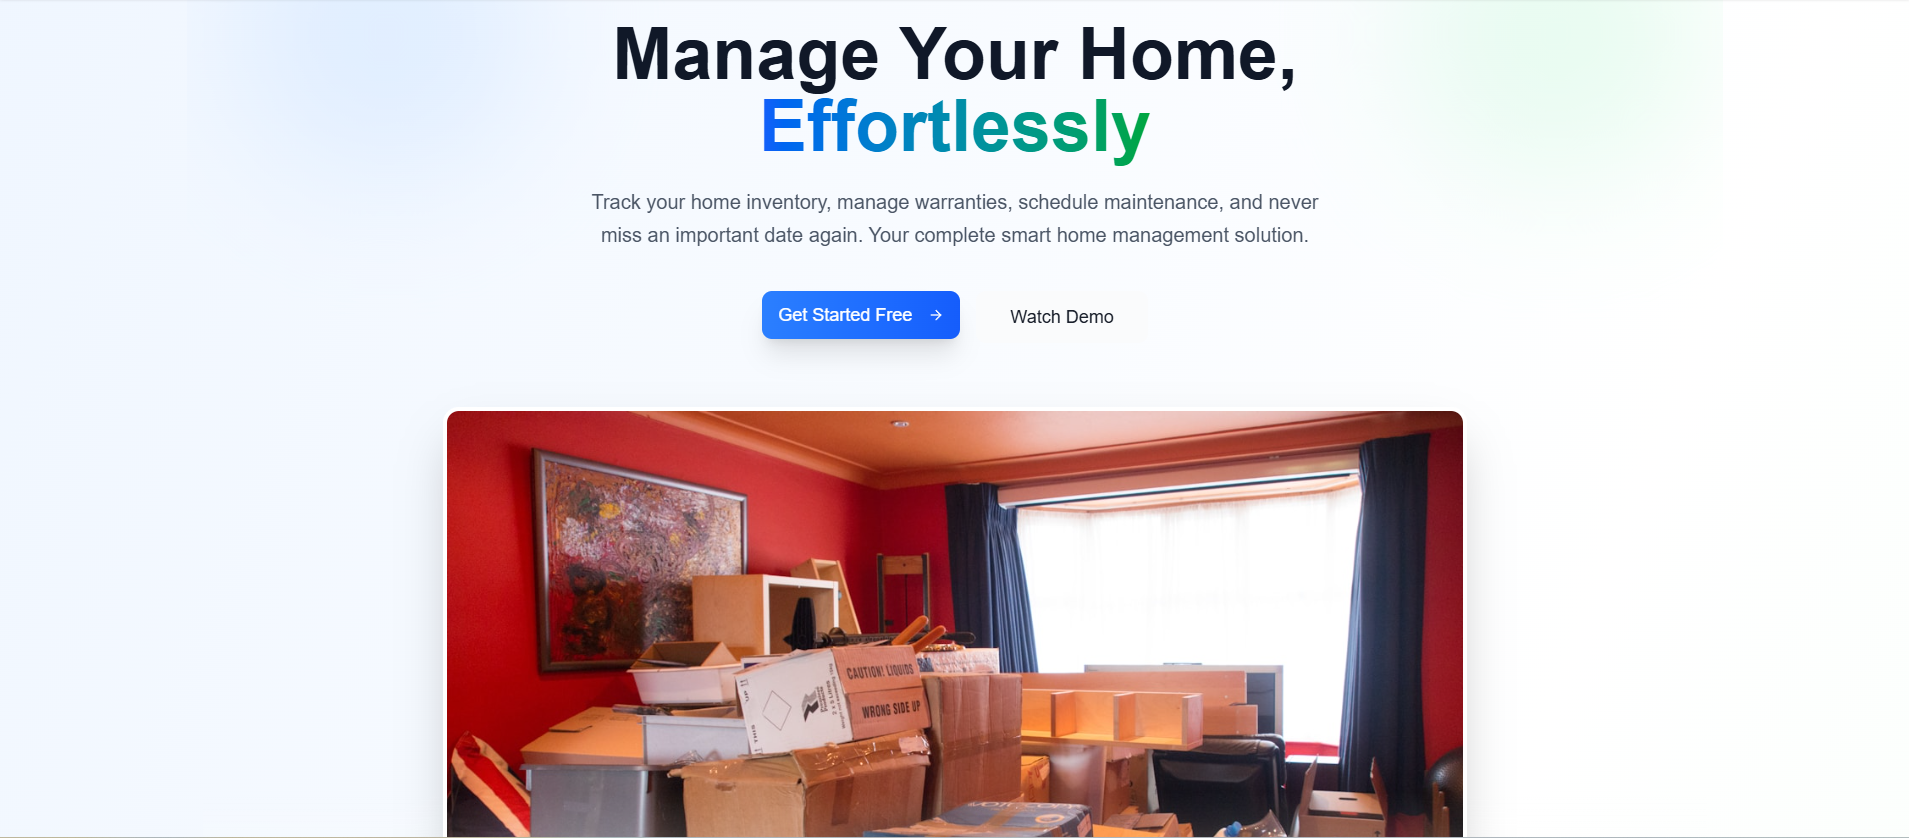 Manage Your Home,
Effortlessly
Track your home inventory, manage warranties, schedule maintenance, and never
miss an important date again. Your complete smart home management solution.
Get Started Free →
Watch Demo
CAUTION! LIQUIDS
WRONG SIDE UP